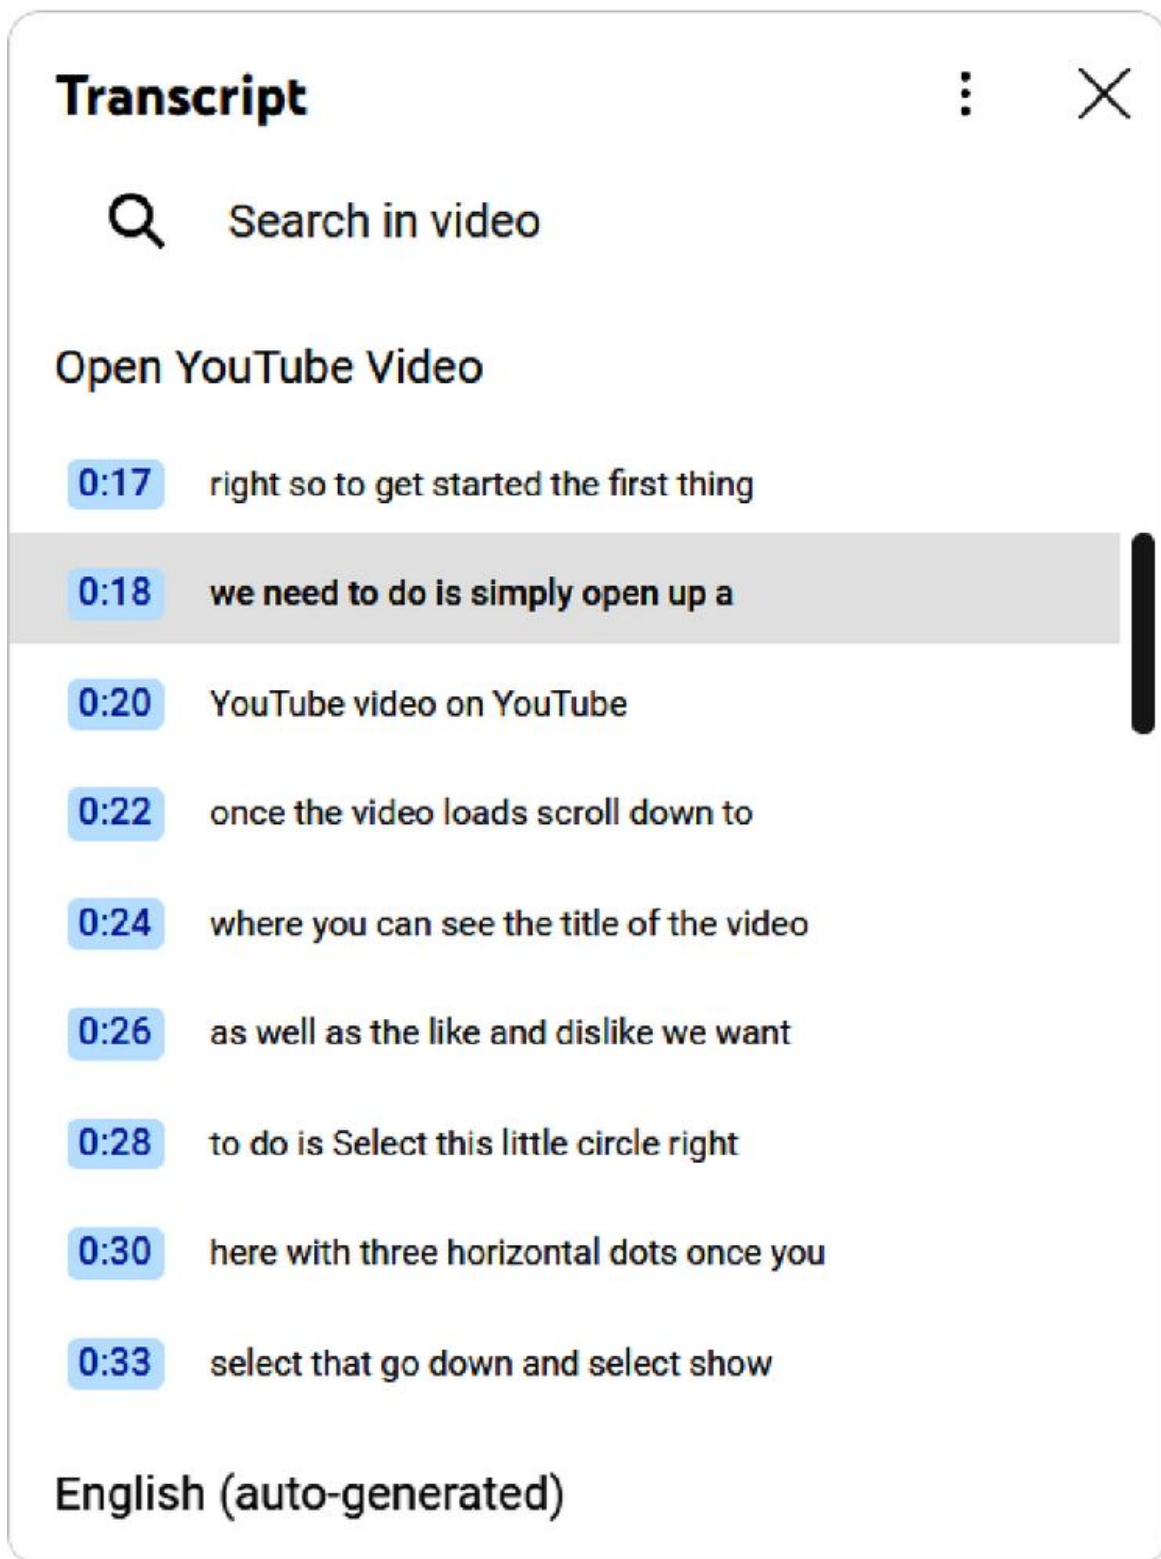 Transcript
Search in video
Open YouTube Video
0:17 right so to get started the first thing
0:18 we need to do is simply open up a
0:20 YouTube video on YouTube
0:22 once the video loads scroll down to
0:24 where you can see the title of the video
0:26 as well as the like and dislike we want
0:28 to do is Select this little circle right
0:30 here with three horizontal dots once you
0:33 select that go down and select show
English (auto-generated)